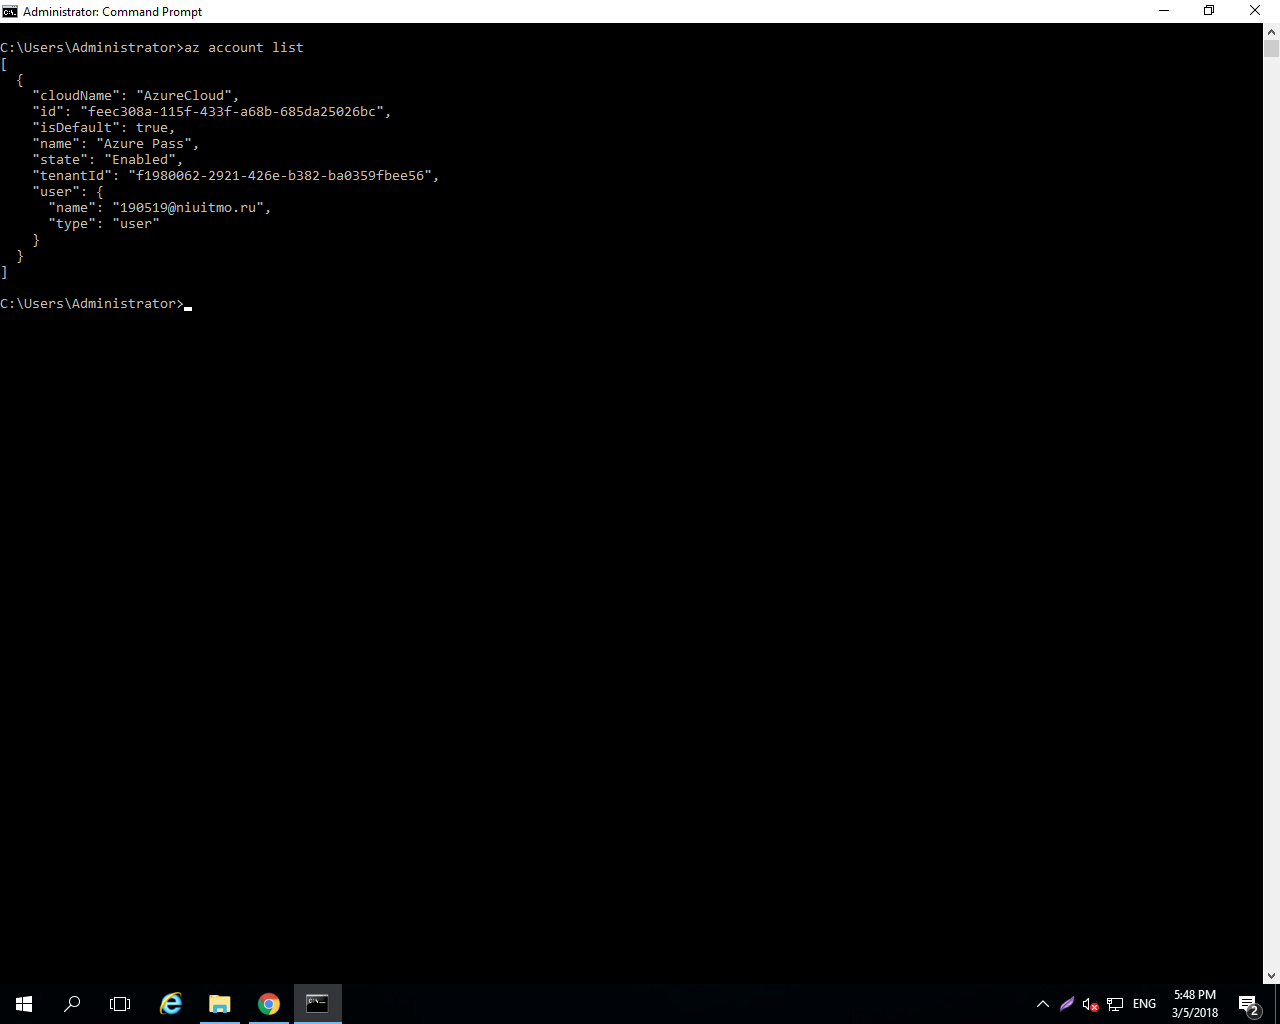 Administrator: Command Prompt
C:\Users\Administrator>az account list
[
  {
    "cloudName": "AzureCloud",
    "id": "feec308a-115f-433f-a68b-685da25026bc",
    "isDefault": true,
    "name": "Azure Pass",
    "state": "Enabled",
    "tenantId": "f1980062-2921-426e-b382-ba0359fbee56",
    "user": {
      "name": "190519@niuitmo.ru",
      "type": "user"
    }
  }
]
C:\Users\Administrator>
ENG
5:48 PM
3/5/2018
2